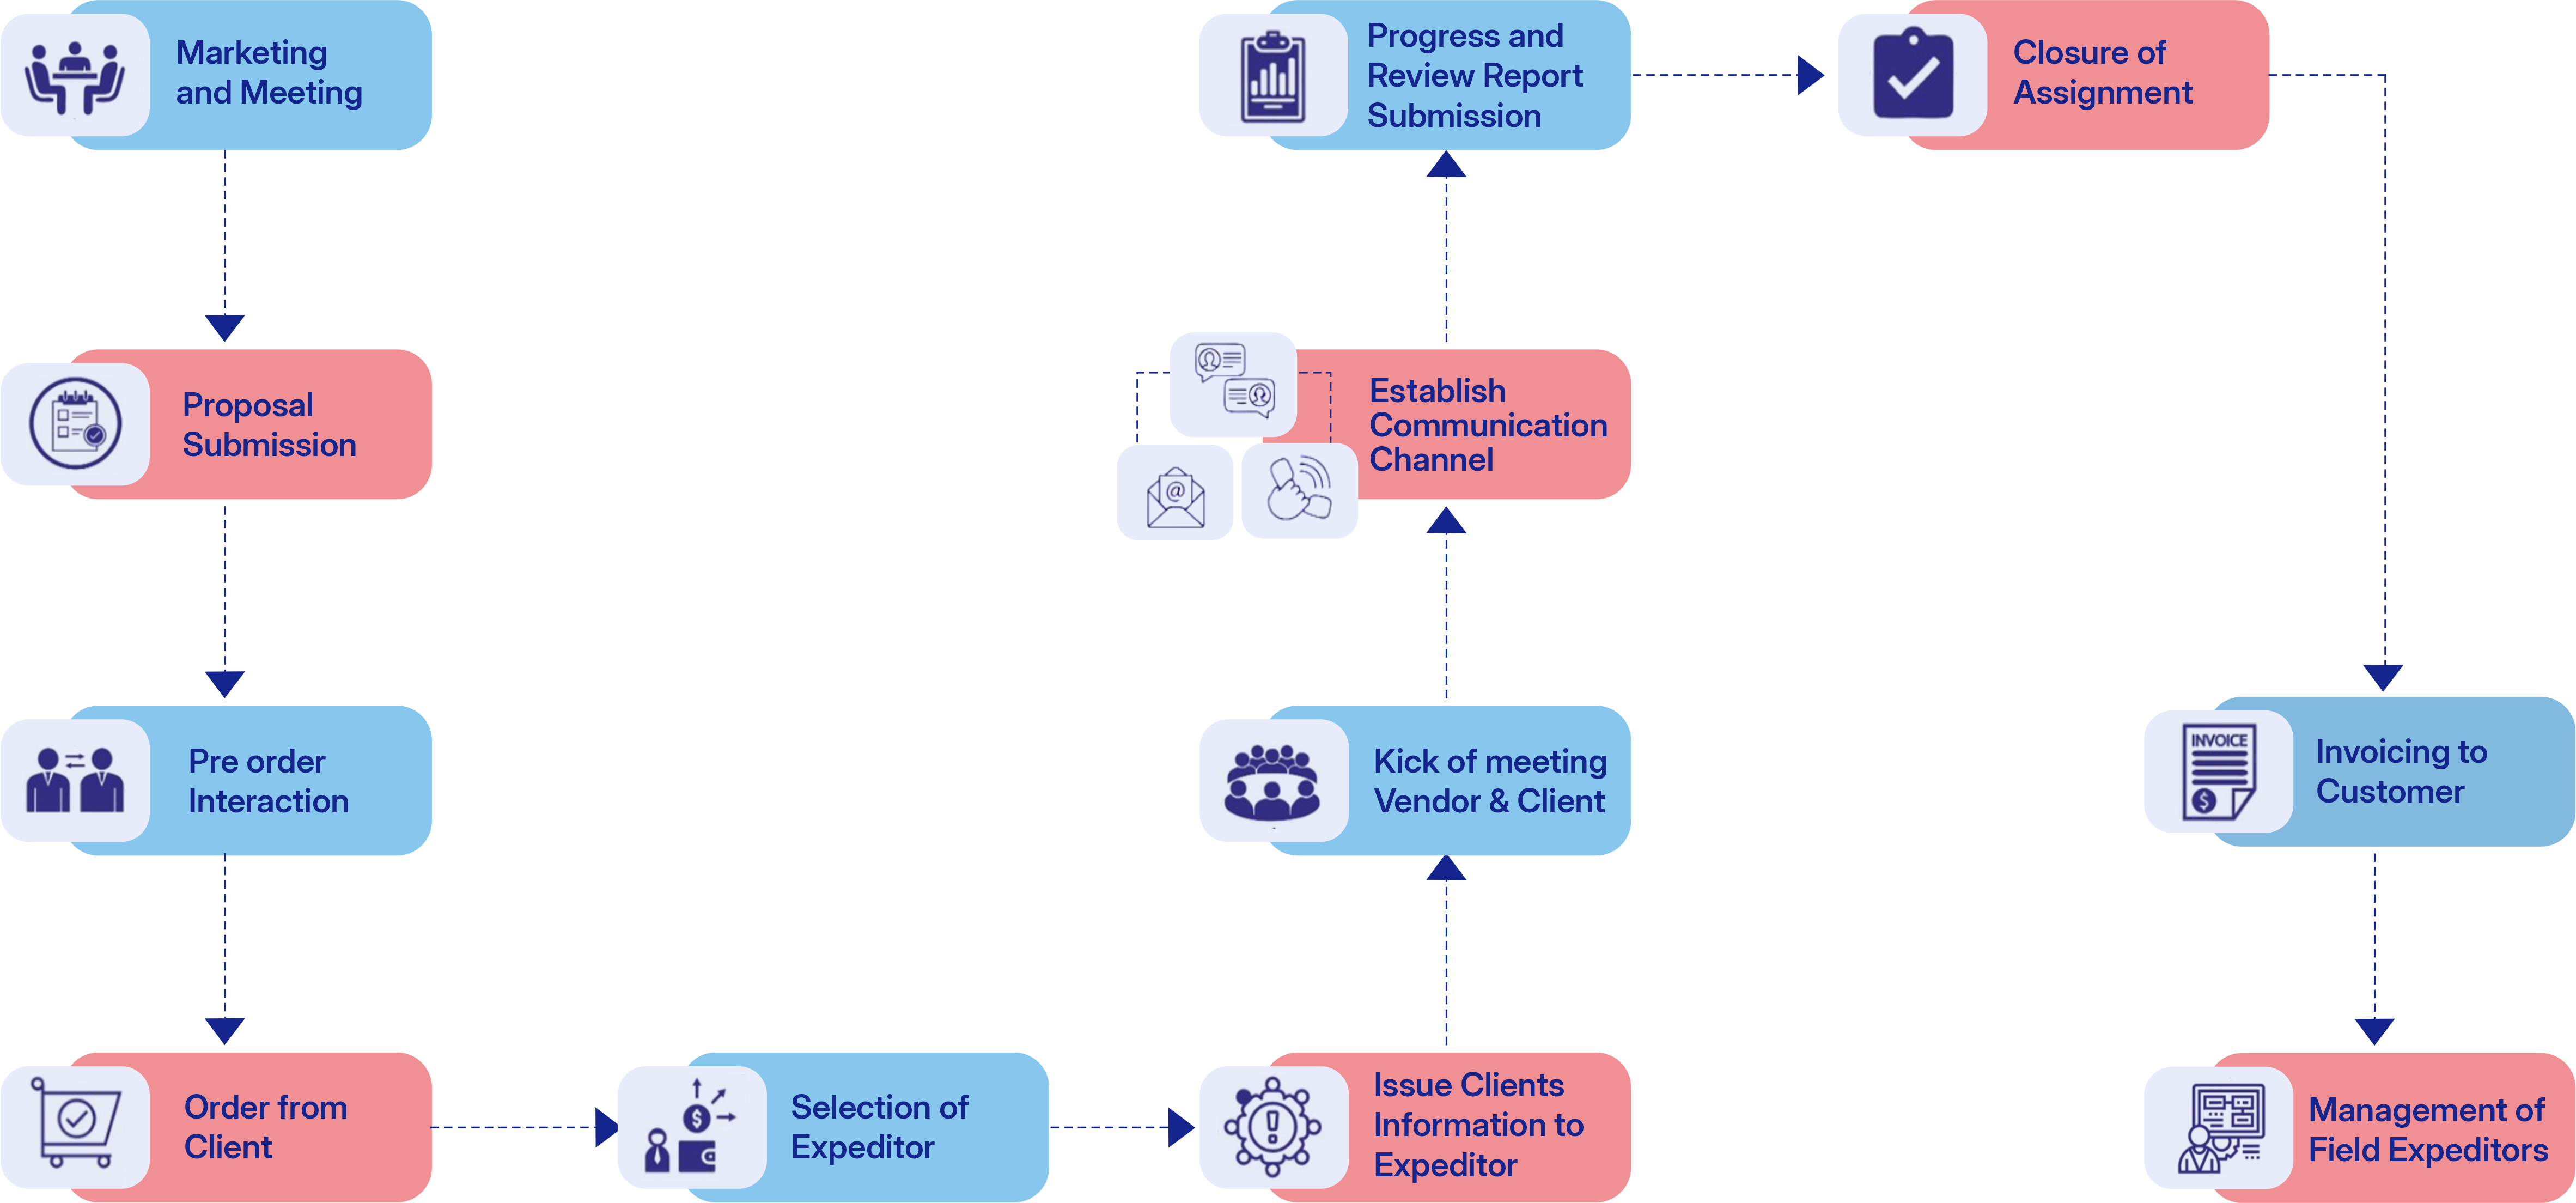 Marketing
and Meeting
Proposal
Submission
Pre order
Interaction
Order from
Client
Selection of
Expeditor
Issue Clients
Information to
Expeditor
Kick of meeting
Vendor & Client
Establish
Communication
Channel
@
Progress and
Review Report
Submission
Closure of
Assignment
INVOICE
$
Invoicing to
Customer
Management of
Field Expeditors
$
!